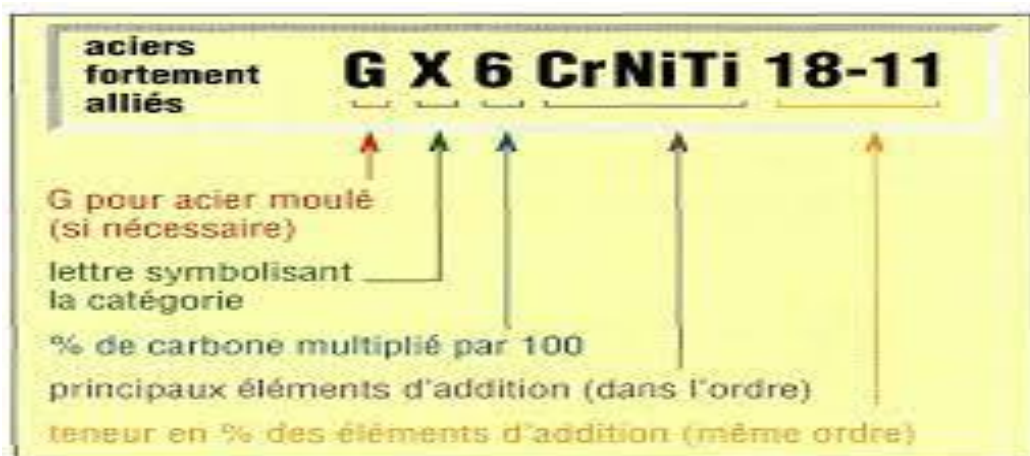 aciers
fortement
alliés
G X 6 CrNiTi 18-11
G pour acier moulé
(si nécessaire)
lettre symbolisant
la catégorie
% de carbone multiplié par 100
principaux éléments d'addition (dans l'ordre)
teneur en % des éléments d'addition (même ordre)